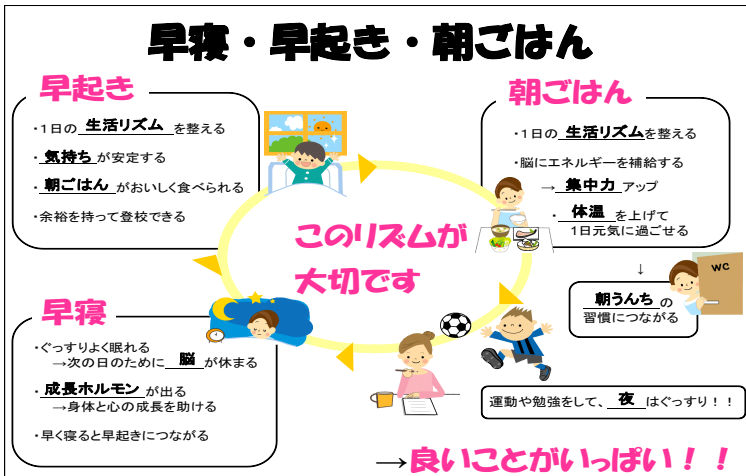 早寝・早起き・朝ごはん
早起き
・1日の 生活リズム を整える
・気持ち が安定する
・朝ごはん がおいしく食べられる
・余裕を持って登校できる
朝ごはん
・1日の 生活リズム を整える
・脳にエネルギーを補給する
→ 集中力 アップ
・ 体温 を上げて
1日元気に過ごせる
↓
WC
朝うんち の
習慣につながる
このリズムが
大切です
早寝
・ぐっすりよく眠れる
→次の日のために 脳 が休まる
・成長ホルモン が出る
→身体と心の成長を助ける
・早く寝ると早起きにつながる
運動や勉強をして、 夜 はぐっすり!!
→良いことがいっぱい!!